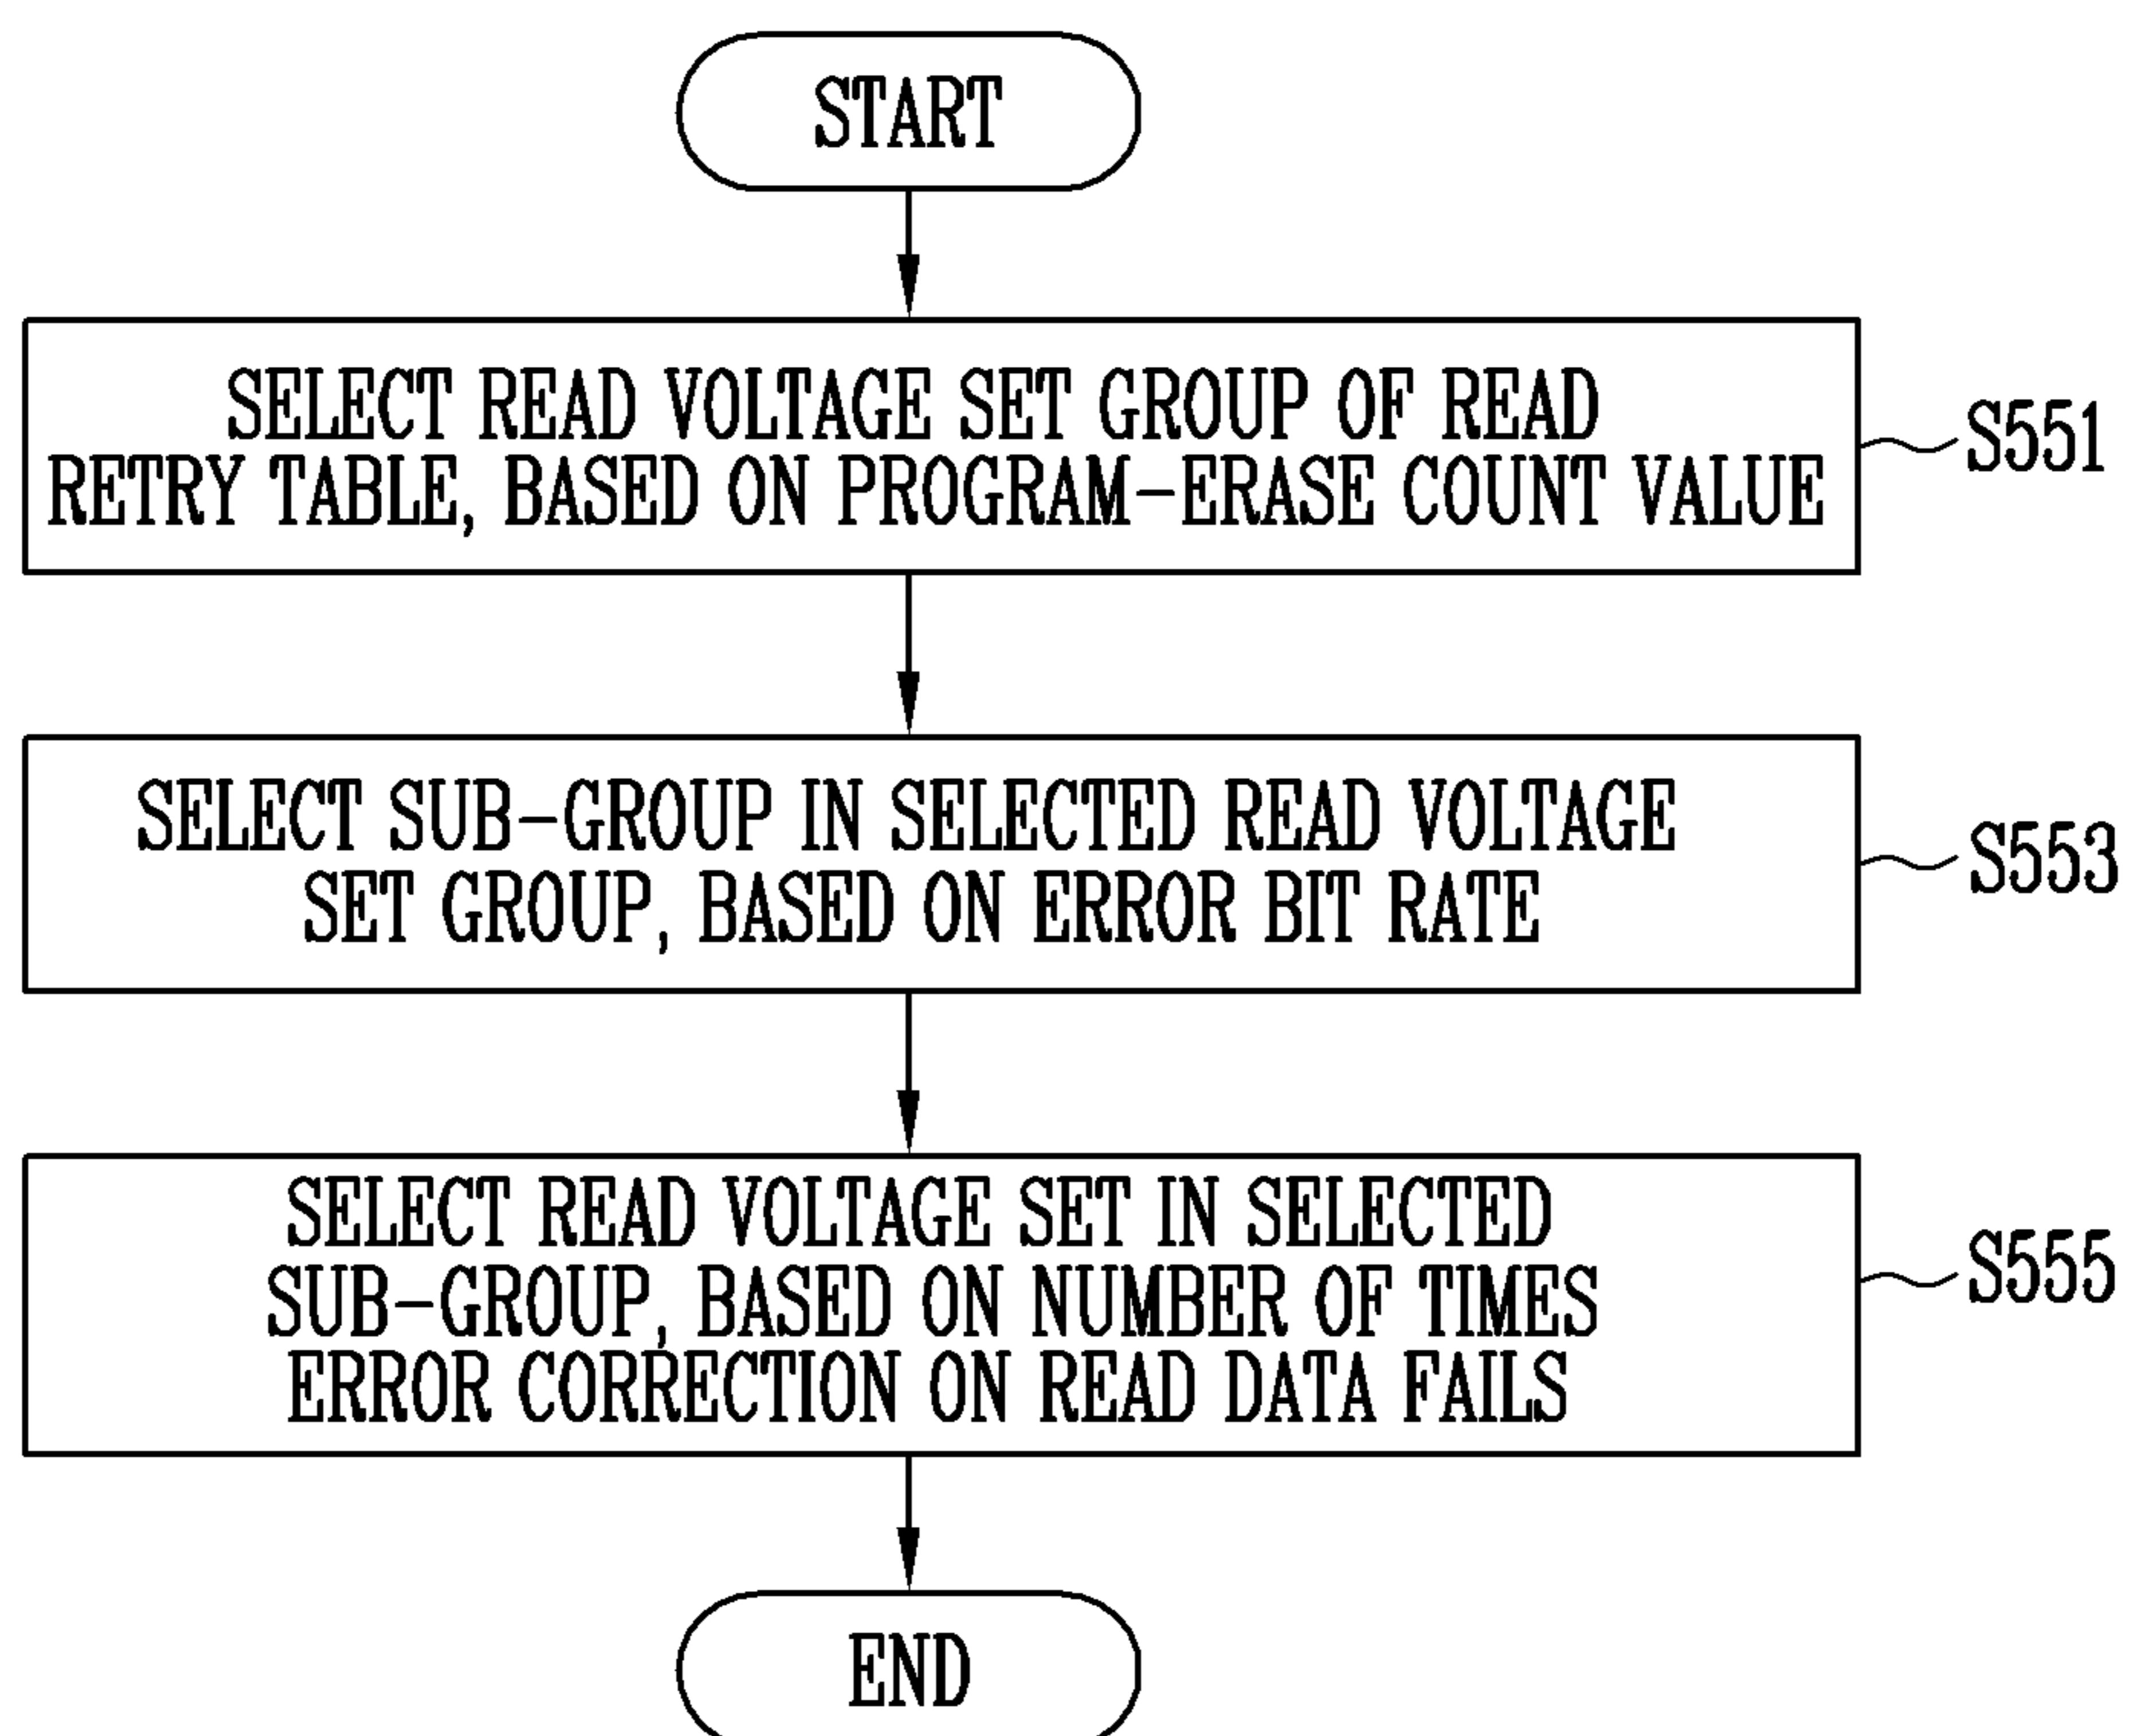 START
SELECT READ VOLTAGE SET GROUP OF READ
RETRY TABLE, BASED ON PROGRAM-ERASE COUNT VALUE
S551
SELECT SUB-GROUP IN SELECTED READ VOLTAGE
SET GROUP, BASED ON ERROR BIT RATE
S553
SELECT READ VOLTAGE SET IN SELECTED
SUB-GROUP, BASED ON NUMBER OF TIMES
ERROR CORRECTION ON READ DATA FAILS
S555
END